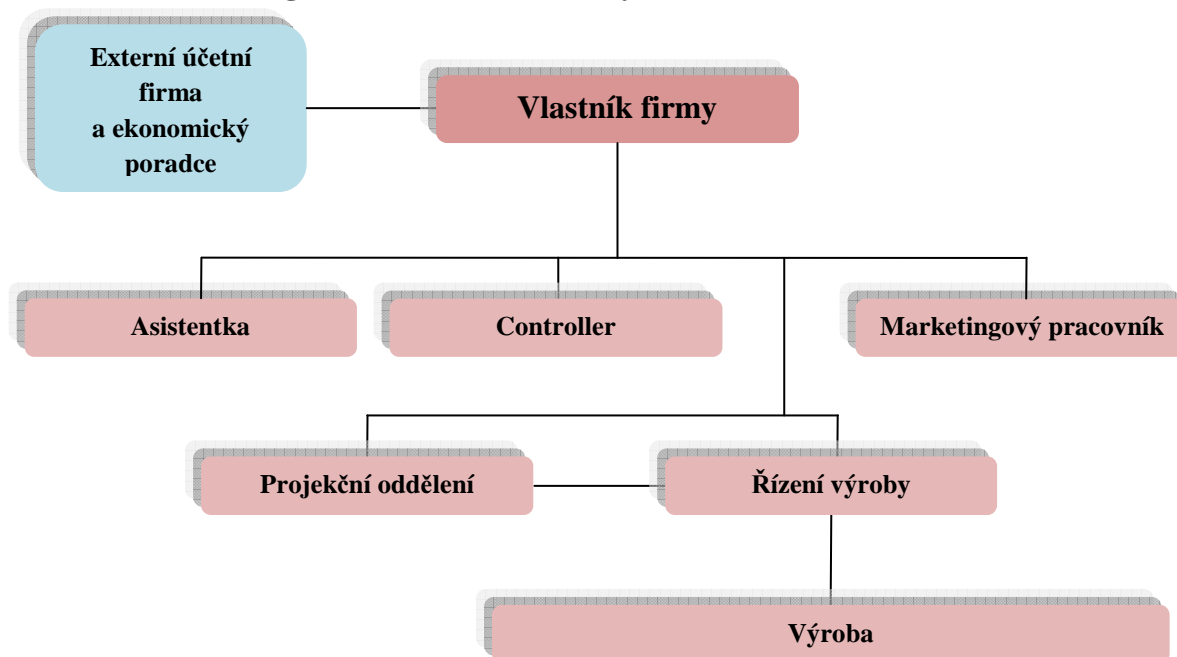 Externí účetní
firma
a ekonomický
poradce
Vlastník firmy
Asistentka
Controller
Marketingový pracovník
Projekční oddělení
Řízení výroby
Výroba